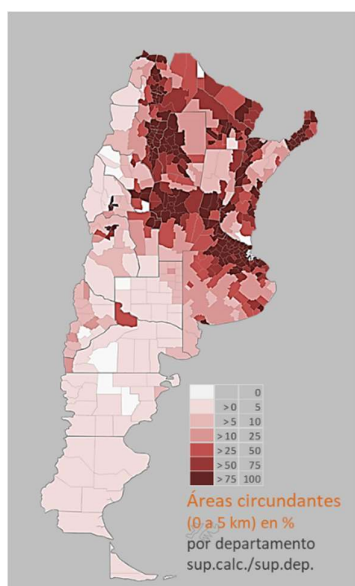 0
>0 5
>5 10
>10 25
>25 50
>50 75
>75 100
Áreas circundantes
(0 a 5 km) en %
por departamento
sup.calc./sup.dep.